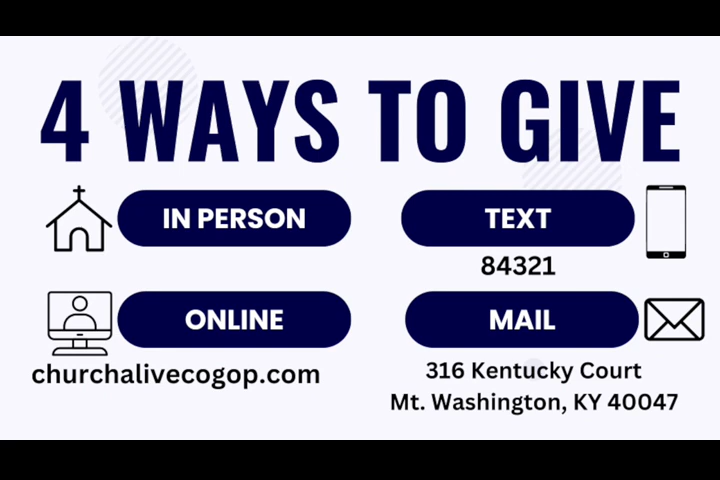 4 WAYS TO GIVE
IN PERSON
TEXT
84321
ONLINE
churchalivecogop.com
MAIL
316 Kentucky Court
Mt. Washington, KY 40047